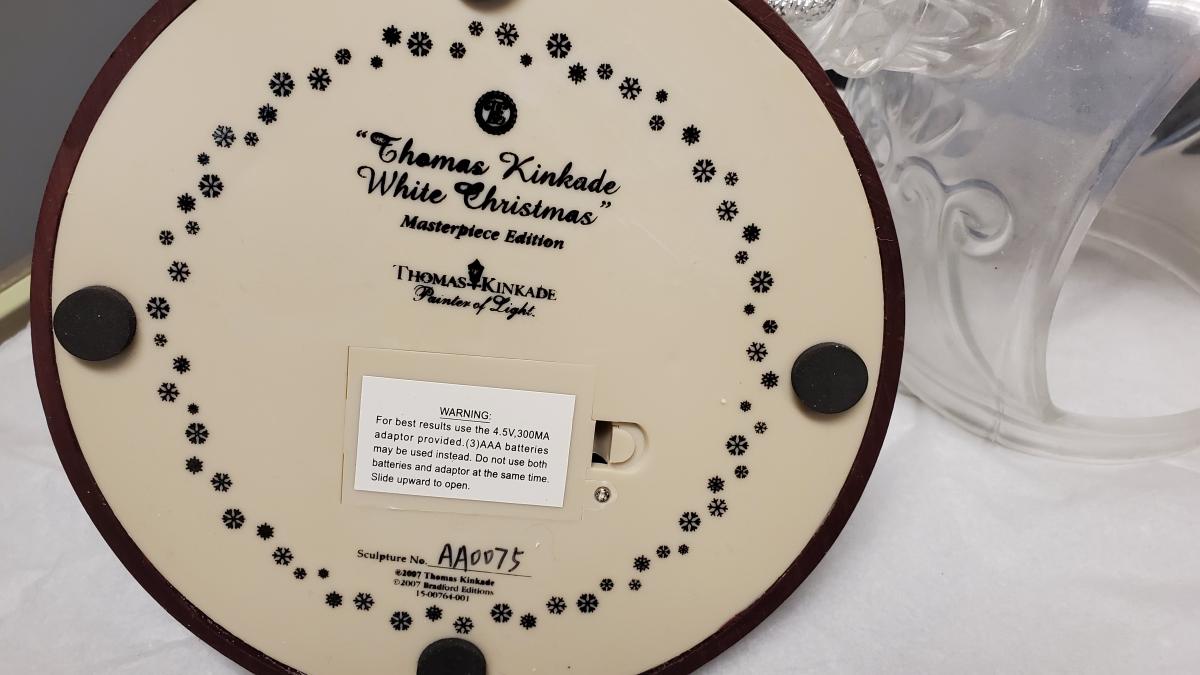 "Thomas Kinkade
White Christmas"
Masterpiece Edition
THOMAS KINKADE
Painter of Light.
WARNING:
For best results use the 4.5V,300MA
adaptor provided.(3)AAA batteries
may be used instead. Do not use both
batteries and adaptor at the same time.
Slide upward to open.
Sculpture No. AA0075
©2007 Thomas Kinkade
©2007 Bradford Editions
15-00764-001